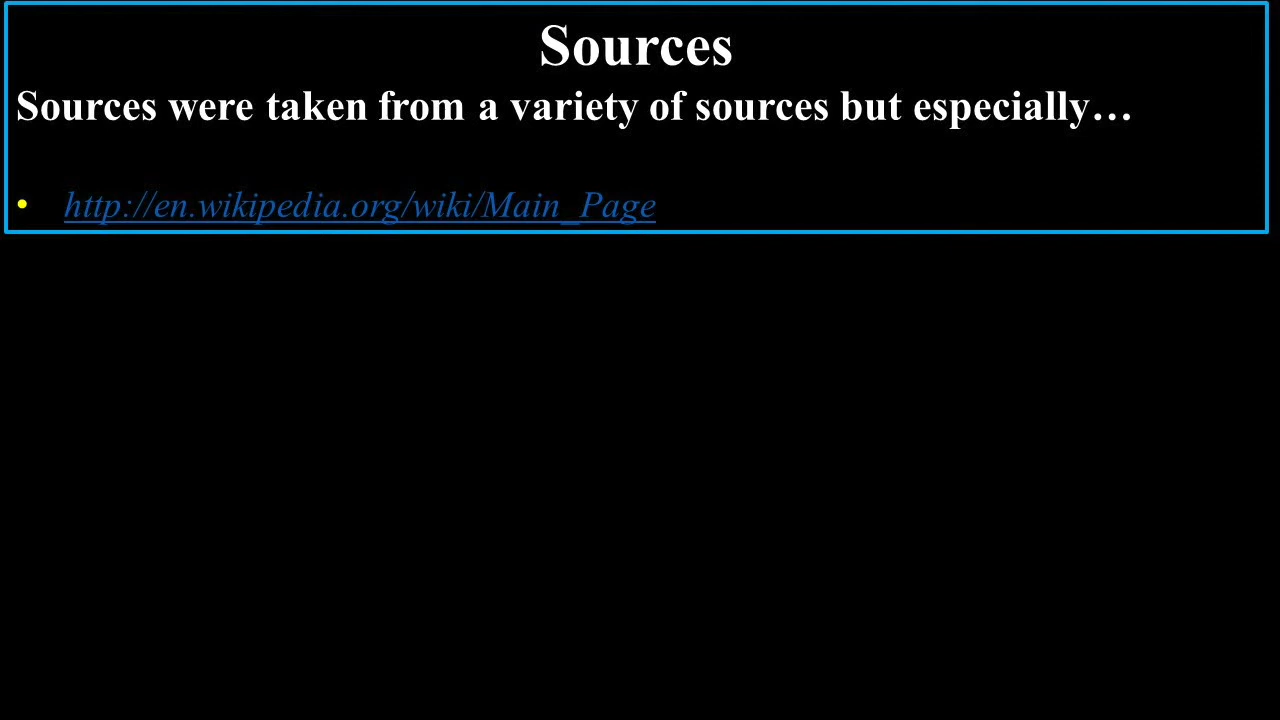 Sources
Sources were taken from a variety of sources but especially…
• http://en.wikipedia.org/wiki/Main_Page